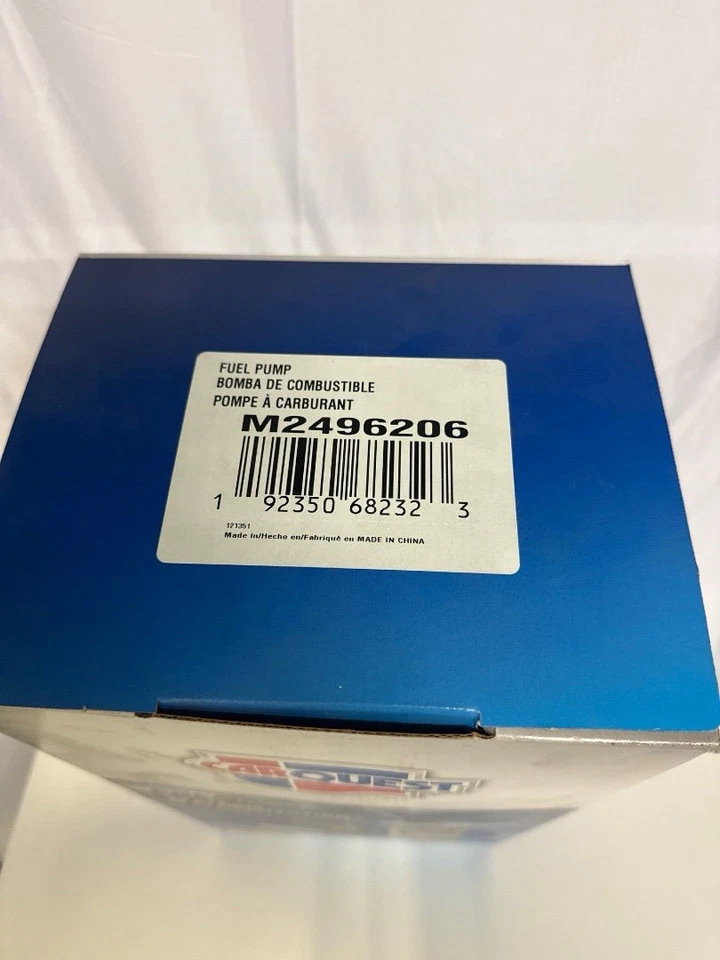 FUEL PUMP
BOMBA DE COMBUSTIBLE
POMPE À CARBURANT
M2496206
1 92350 68232 3
121351
Made in/Hecho en/Fabriqué en MADE IN CHINA
CARQUEST